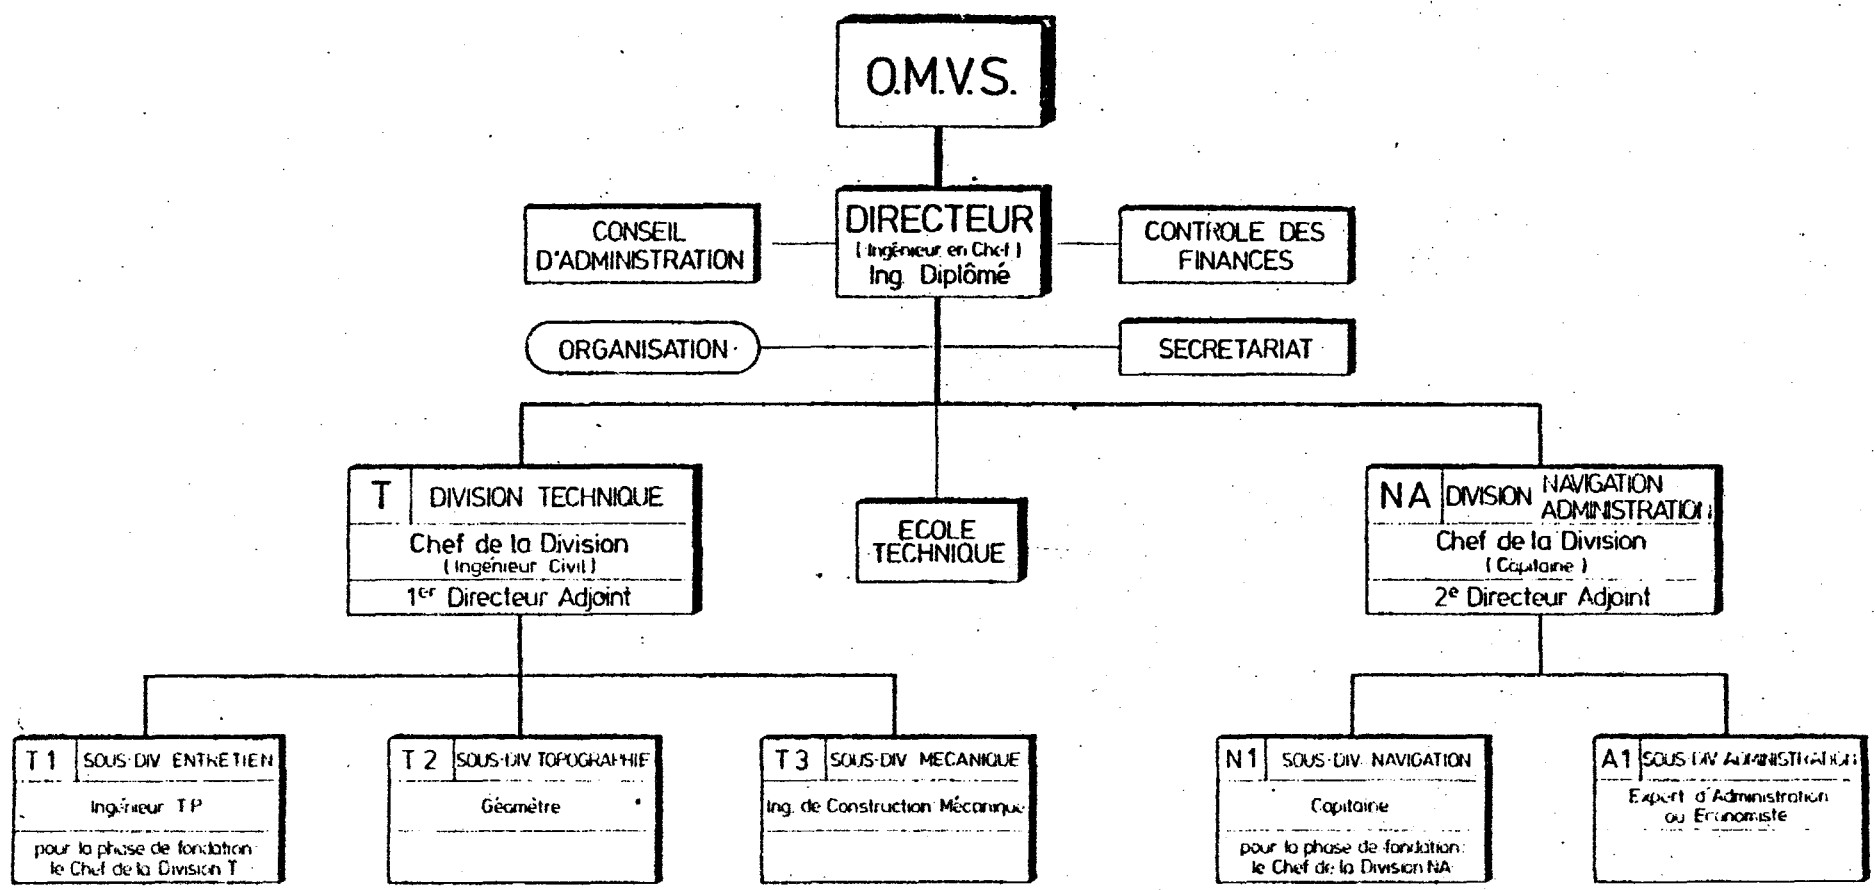 O.M.V.S.
CONSEIL
D'ADMINISTRATION
DIRECTEUR
(Ingénieur en Chef)
Ing. Diplômé
CONTROLE DES
FINANCES
ORGANISATION
SECRETARIAT
T DIVISION TECHNIQUE
Chef de la Division
(Ingénieur Civil)
1er Directeur Adjoint
ECOLE
TECHNIQUE
NA DIVISION NAVIGATION
ADMINISTRATION
Chef de la Division
(Capitaine)
2e Directeur Adjoint
T1 SOUS-DIV ENTRETIEN
Ingénieur T P
pour la phase de fondation
le Chef de la Division T
T2 SOUS-DIV TOPOGRAPHIE
Géomètre
T3 SOUS-DIV MECANIQUE
Ing. de Construction Mécanique
N1 SOUS-DIV. NAVIGATION
Capitaine
pour la phase de fondation:
le Chef de la Division NA
A1 SOUS-DIV ADMINISTRATION
Expert d'Administration
ou Economiste